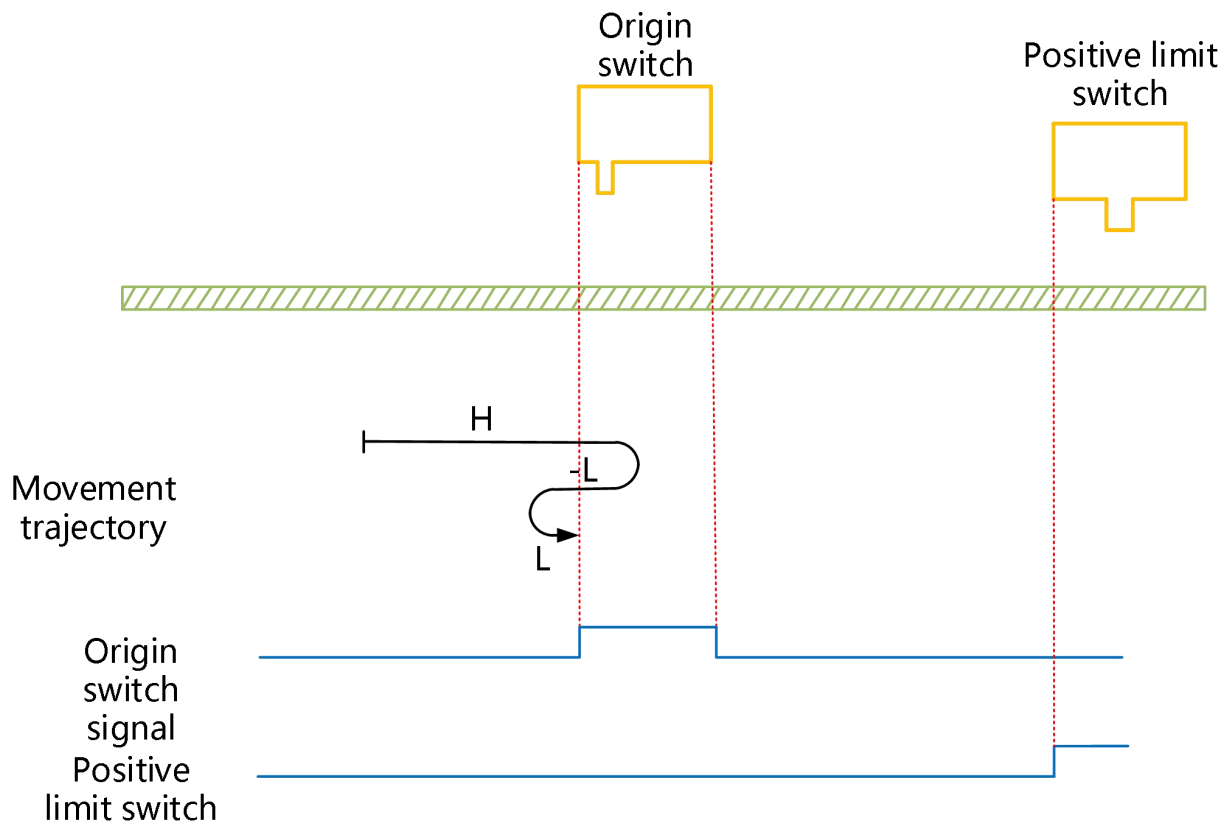 Origin
switch
Positive limit
switch
H
-L
Movement
trajectory
L
Origin
switch
signal
Positive
limit switch